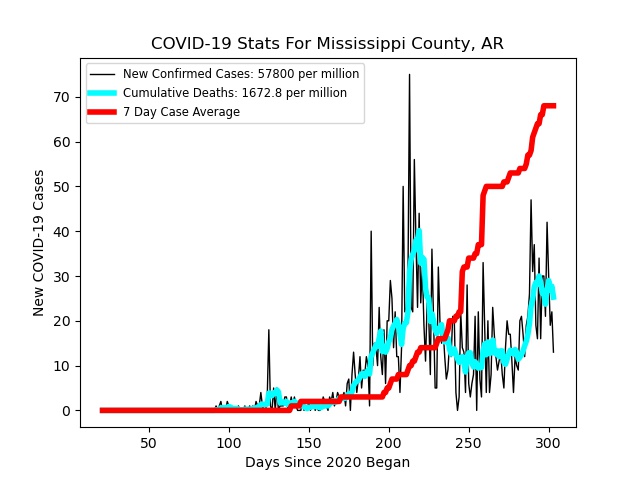 COVID-19 Stats For Mississippi County, AR
New Confirmed Cases: 57800 per million
Cumulative Deaths: 1672.8 per million
7 Day Case Average
New COVID-19 Cases
70
60
50
40
30
20
10
0
50 100 150 200 250 300
Days Since 2020 Began